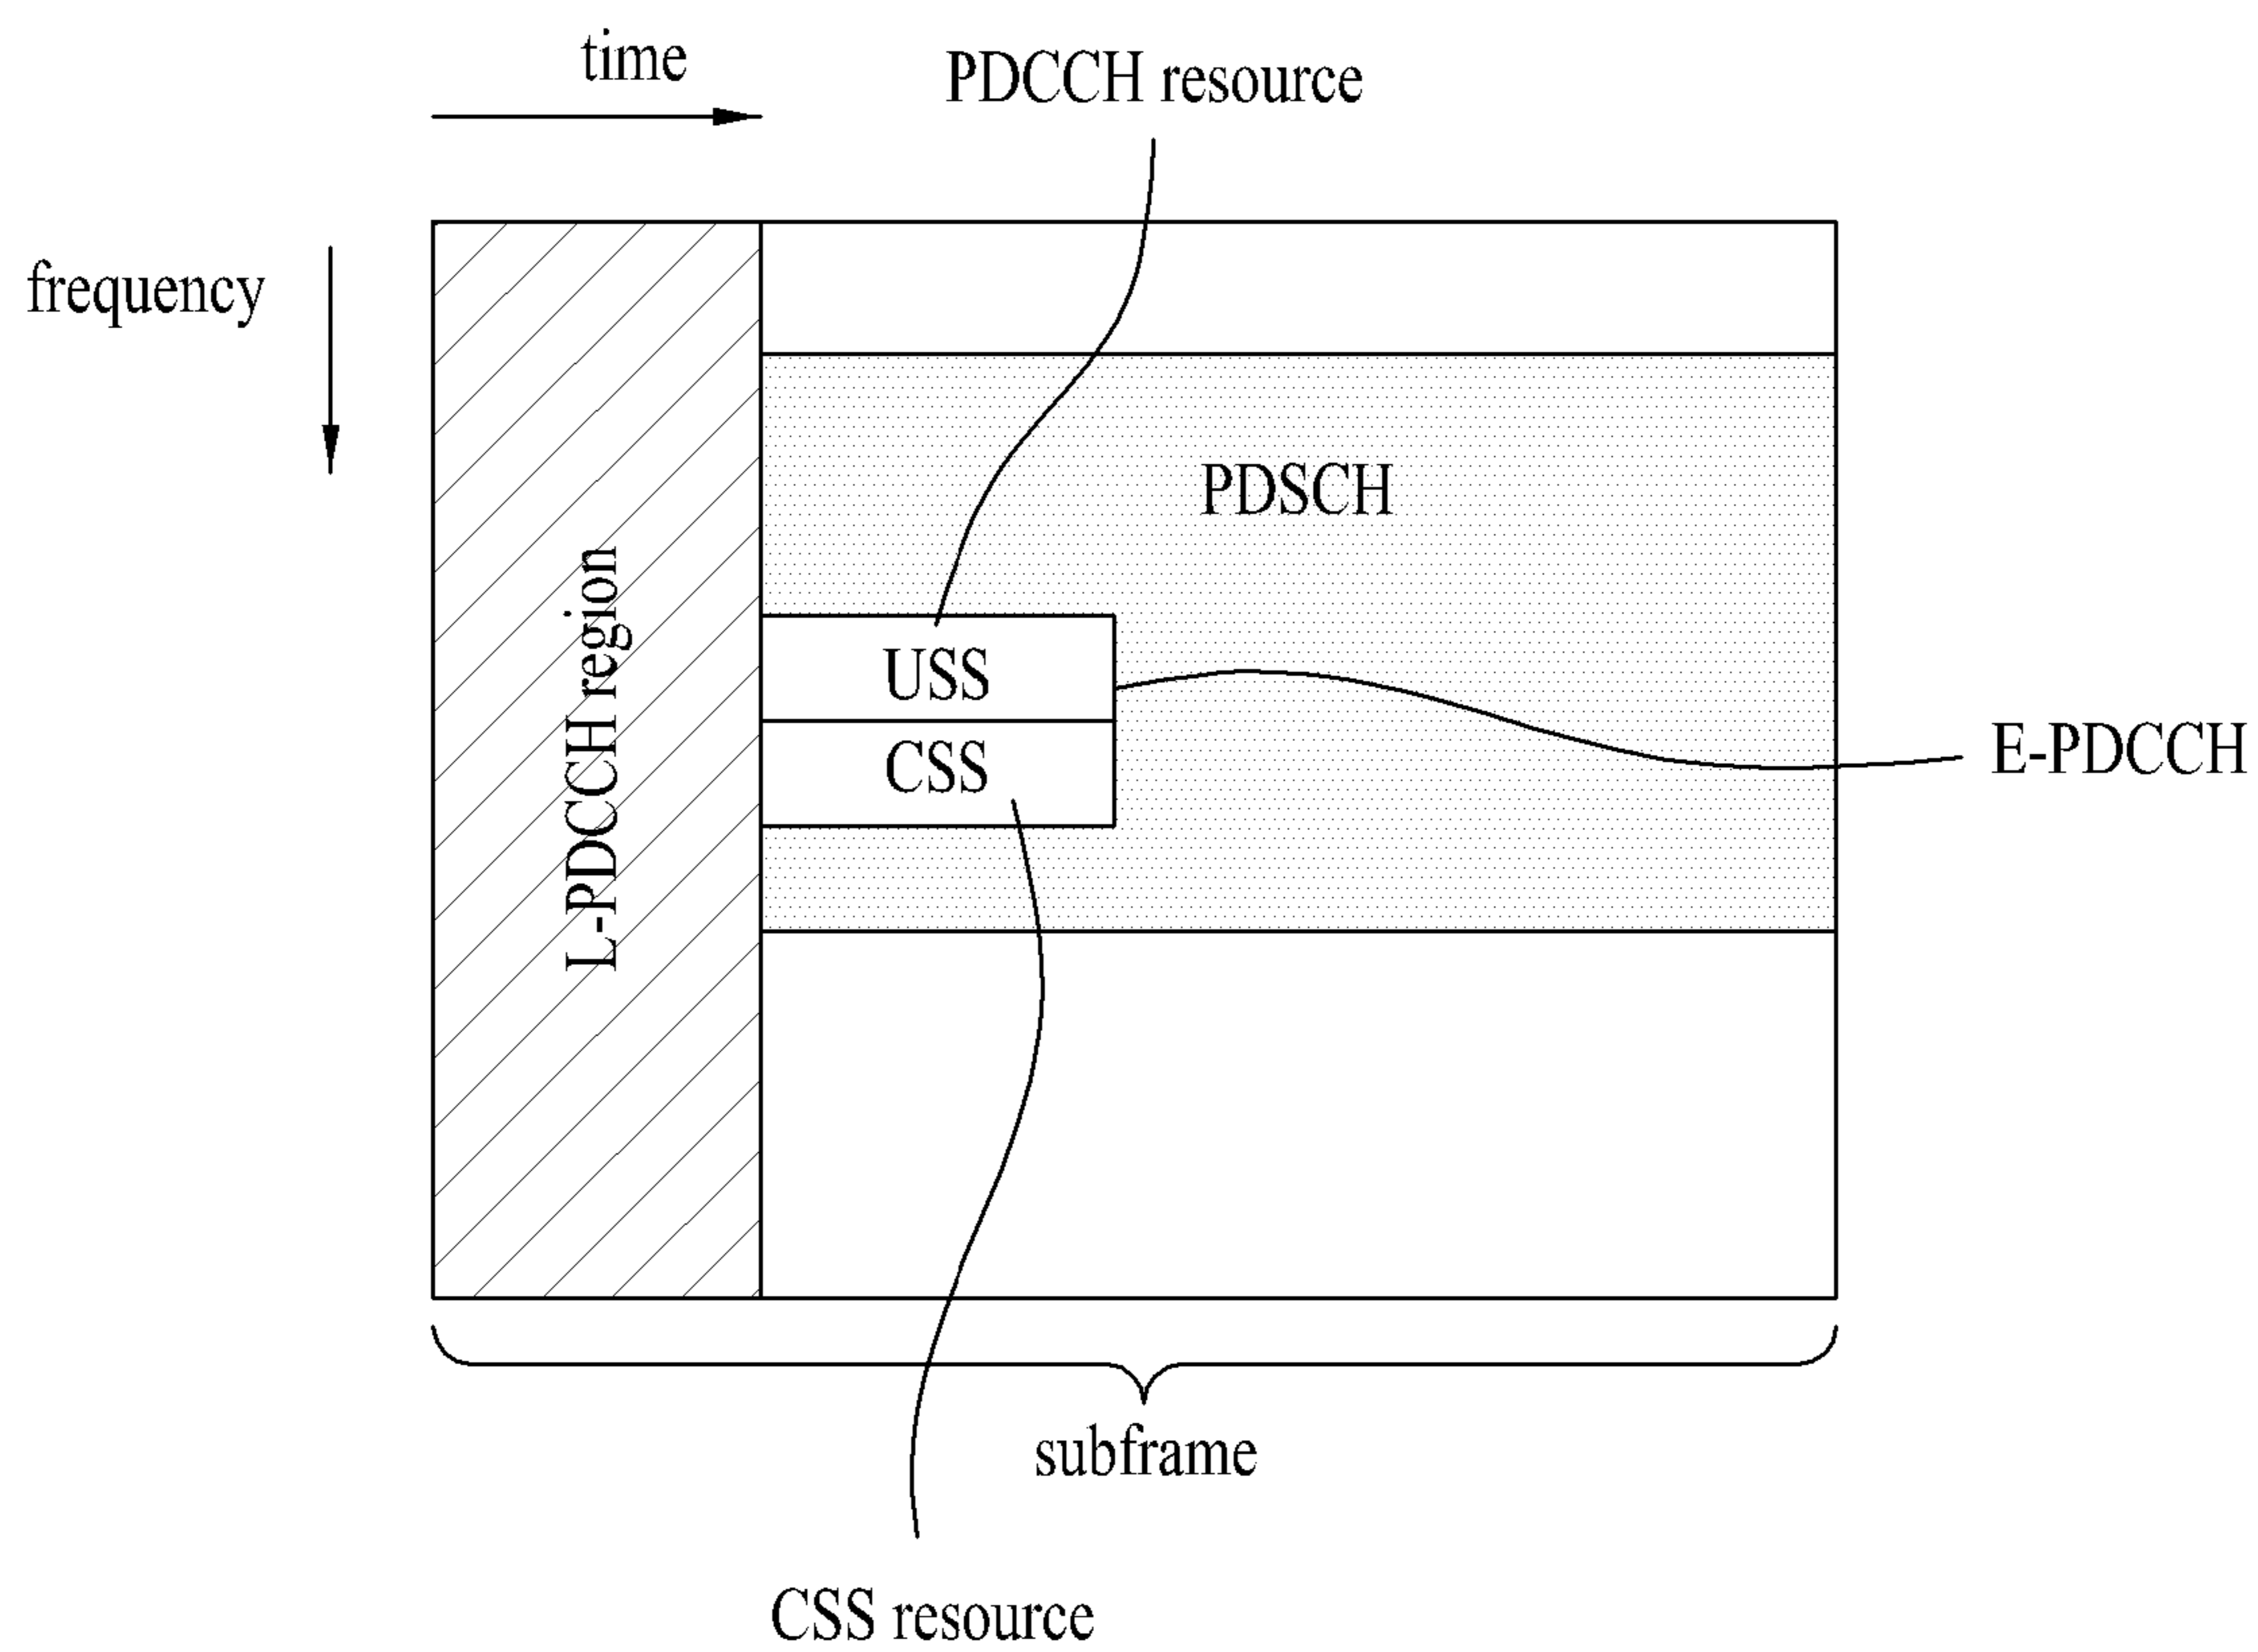 time
PDCCH resource
frequency
PDSCH
L-PDCCH region
USS
CSS
E-PDCCH
subframe
CSS resource